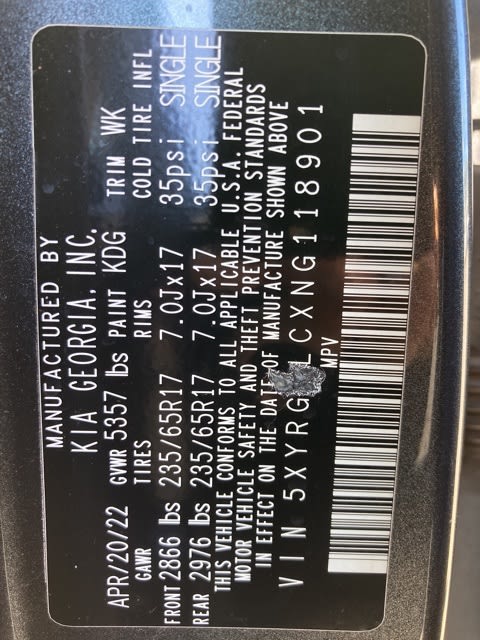 MANUFACTURED BY
KIA GEORGIA, INC.
APR/20/22 GVWR 5357 lbs PAINT KDG TRIM WK
GAWR TIRES RIMS COLD TIRE INFL
FRONT 2866 lbs 235/65R17 7.0Jx17 35psi SINGLE
REAR 2976 lbs 235/65R17 7.0Jx17 35psi SINGLE
THIS VEHICLE CONFORMS TO ALL APPLICABLE U.S.A. FEDERAL
MOTOR VEHICLE SAFETY AND THEFT PREVENTION STANDARDS
IN EFFECT ON THE DATE OF MANUFACTURE SHOWN ABOVE
VIN 5XYRG LCXNG118901
MPV